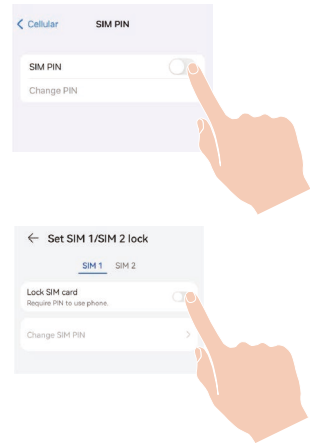 Cellular SIM PIN
SIM PIN
Change PIN
Set SIM 1/SIM 2 lock
SIM 1 SIM 2
Lock SIM card
Require PIN to use phone.
Change SIM PIN